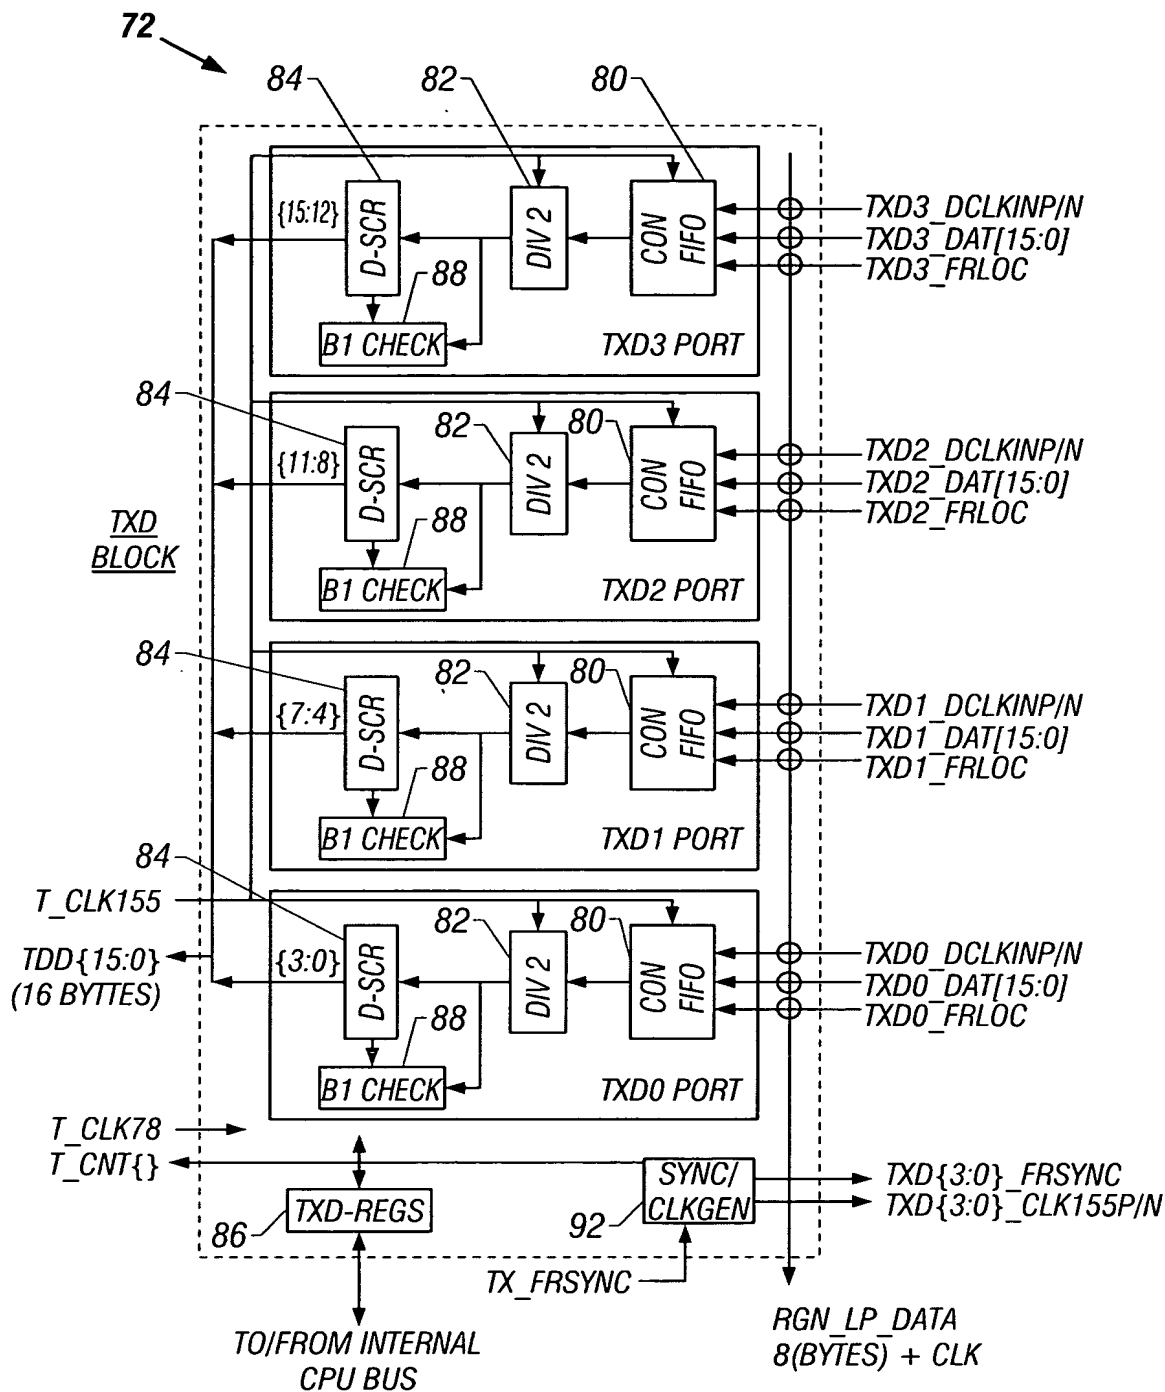 72
84
82
80
{15:12}
D-SCR
DIV 2
CON
FIFO
TXD3_DCLKINP/N
TXD3_DAT[15:0]
TXD3_FRLOC
88
B1 CHECK
TXD3 PORT
84
82
80
{11:8}
D-SCR
DIV 2
CON
FIFO
TXD2_DCLKINP/N
TXD2_DAT[15:0]
TXD2_FRLOC
88
B1 CHECK
TXD2 PORT
TXD
BLOCK
84
82
80
{7:4}
D-SCR
DIV 2
CON
FIFO
TXD1_DCLKINP/N
TXD1_DAT[15:0]
TXD1_FRLOC
88
B1 CHECK
TXD1 PORT
84
T_CLK155
82
80
TDD{15:0}
(16 BYTTES)
{3:0}
D-SCR
DIV 2
CON
FIFO
TXD0_DCLKINP/N
TXD0_DAT[15:0]
TXD0_FRLOC
88
B1 CHECK
TXD0 PORT
T_CLK78
T_CNT{}
SYNC/
CLKGEN
TXD{3:0}_FRSYNC
TXD{3:0}_CLK155P/N
TXD-REGS
86
92
TX_FRSYNC
RGN_LP_DATA
8(BYTES) + CLK
TO/FROM INTERNAL
CPU BUS